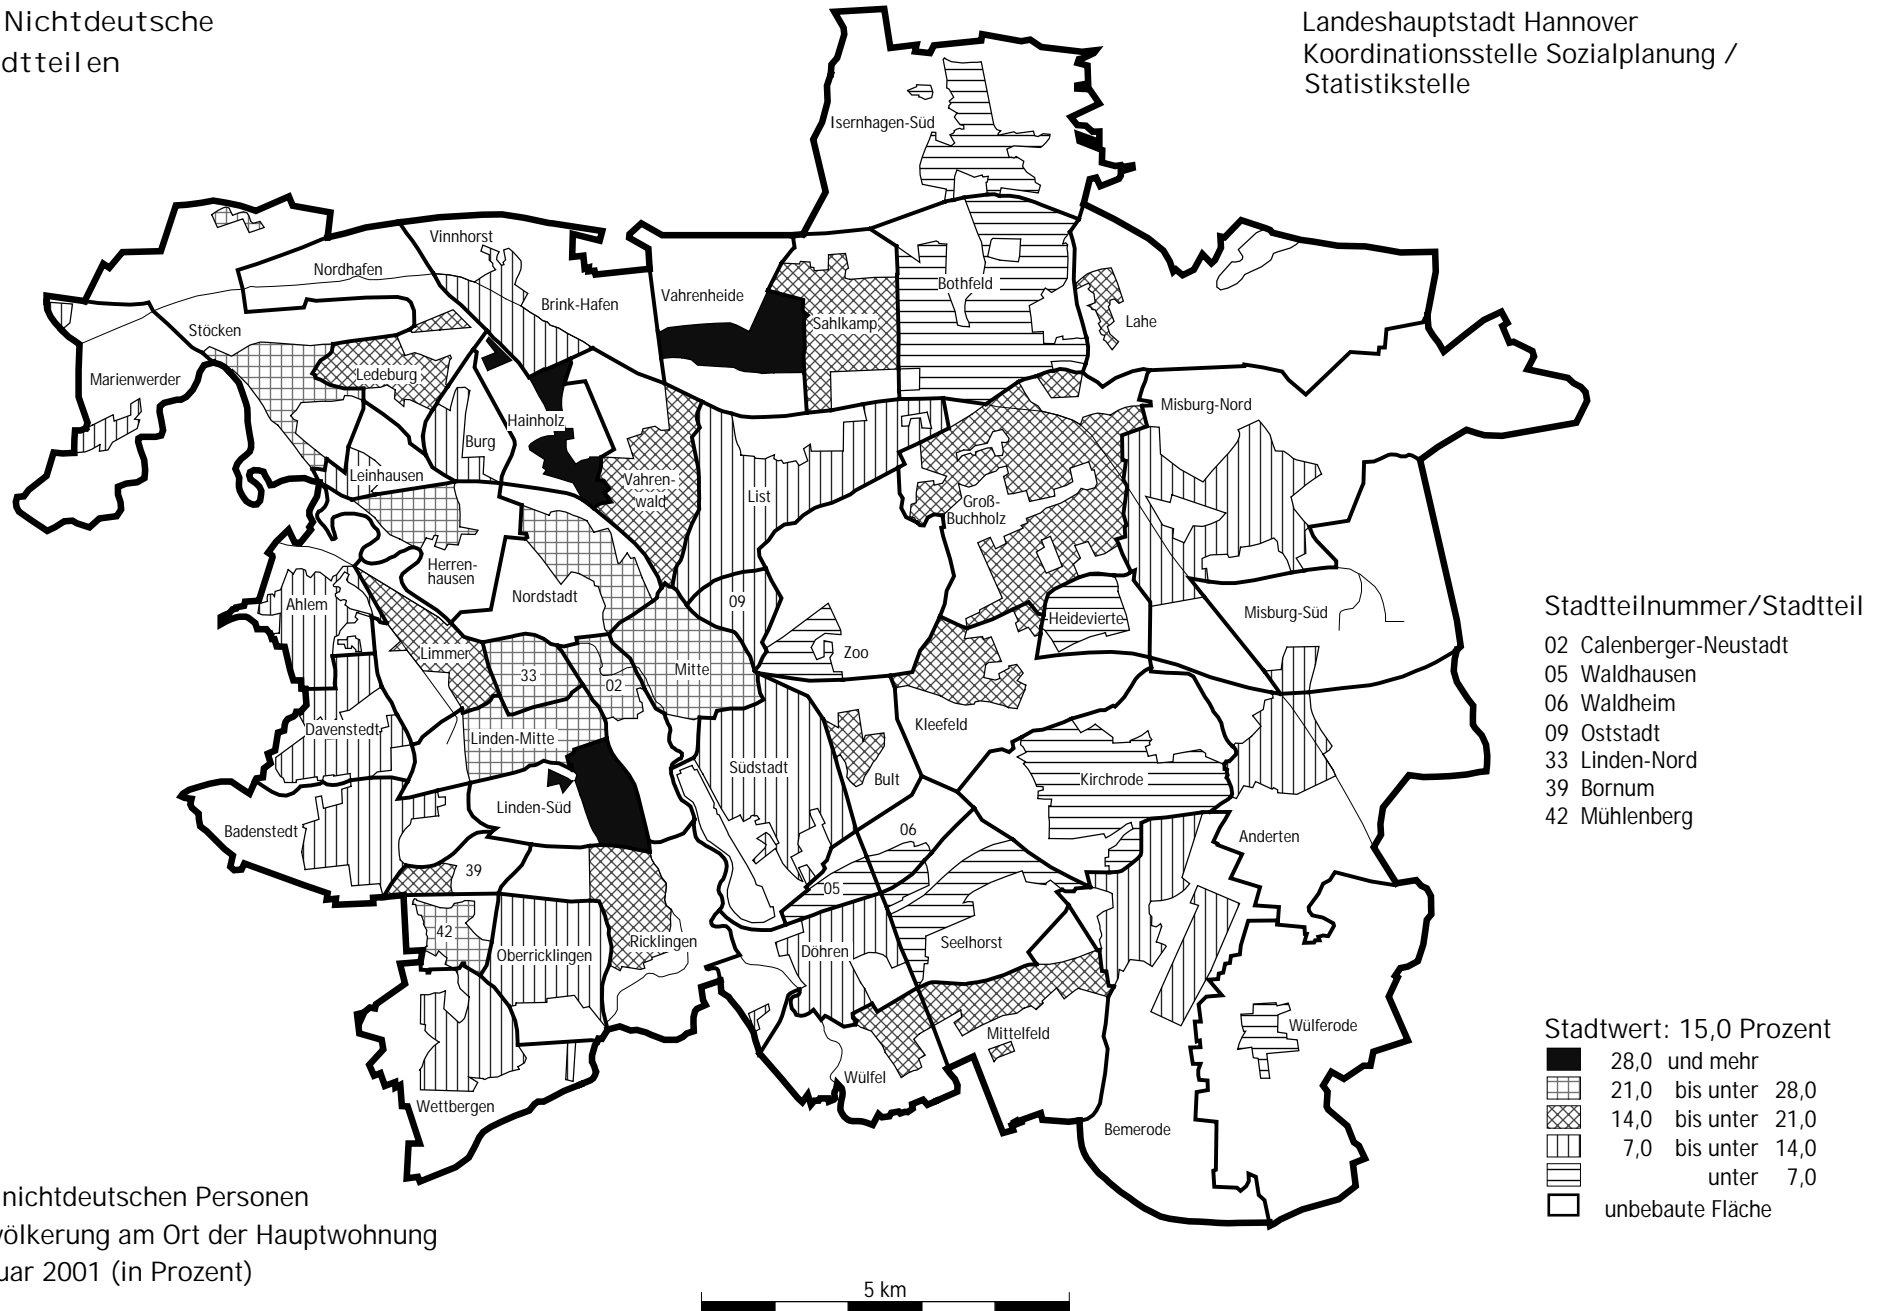 Nichtdeutsche
dtteilen
Landeshauptstadt Hannover
Koordinationsstelle Sozialplanung /
Statistikstelle
Isernhagen-Süd
Vinnhorst
Nordhafen
Brink-Hafen
Vahrenheide
Bothfeld
Sahlkamp
Lahe
Stöcken
Marienwerder
Ledeburg
Hainholz
Burg
Leinhausen
Misburg-Nord
Vahren-
wald
List
Groß-
Buchholz
Herren-
hausen
Nordstadt
09
Ahlem
Heidevierte
Misburg-Süd
Limmer
Zoo
33
02
Mitte
Davenstedt
Linden-Mitte
Kleefeld
Südstadt
Bult
Kirchrode
Linden-Süd
Badenstedt
06
Anderten
39
05
42
Oberricklingen
Ricklingen
Döhren
Seelhorst
Mittelfeld
Wülferode
Wülfel
Wettbergen
Bemerode
Stadtteilnummer/Stadtteil
02 Calenberger-Neustadt
05 Waldhausen
06 Waldheim
09 Oststadt
33 Linden-Nord
39 Bornum
42 Mühlenberg
Stadtwert: 15,0 Prozent
28,0 und mehr
21,0 bis unter 28,0
14,0 bis unter 21,0
7,0 bis unter 14,0
unter 7,0
unbebaute Fläche
nichtdeutschen Personen
völkerung am Ort der Hauptwohnung
uar 2001 (in Prozent)
5 km